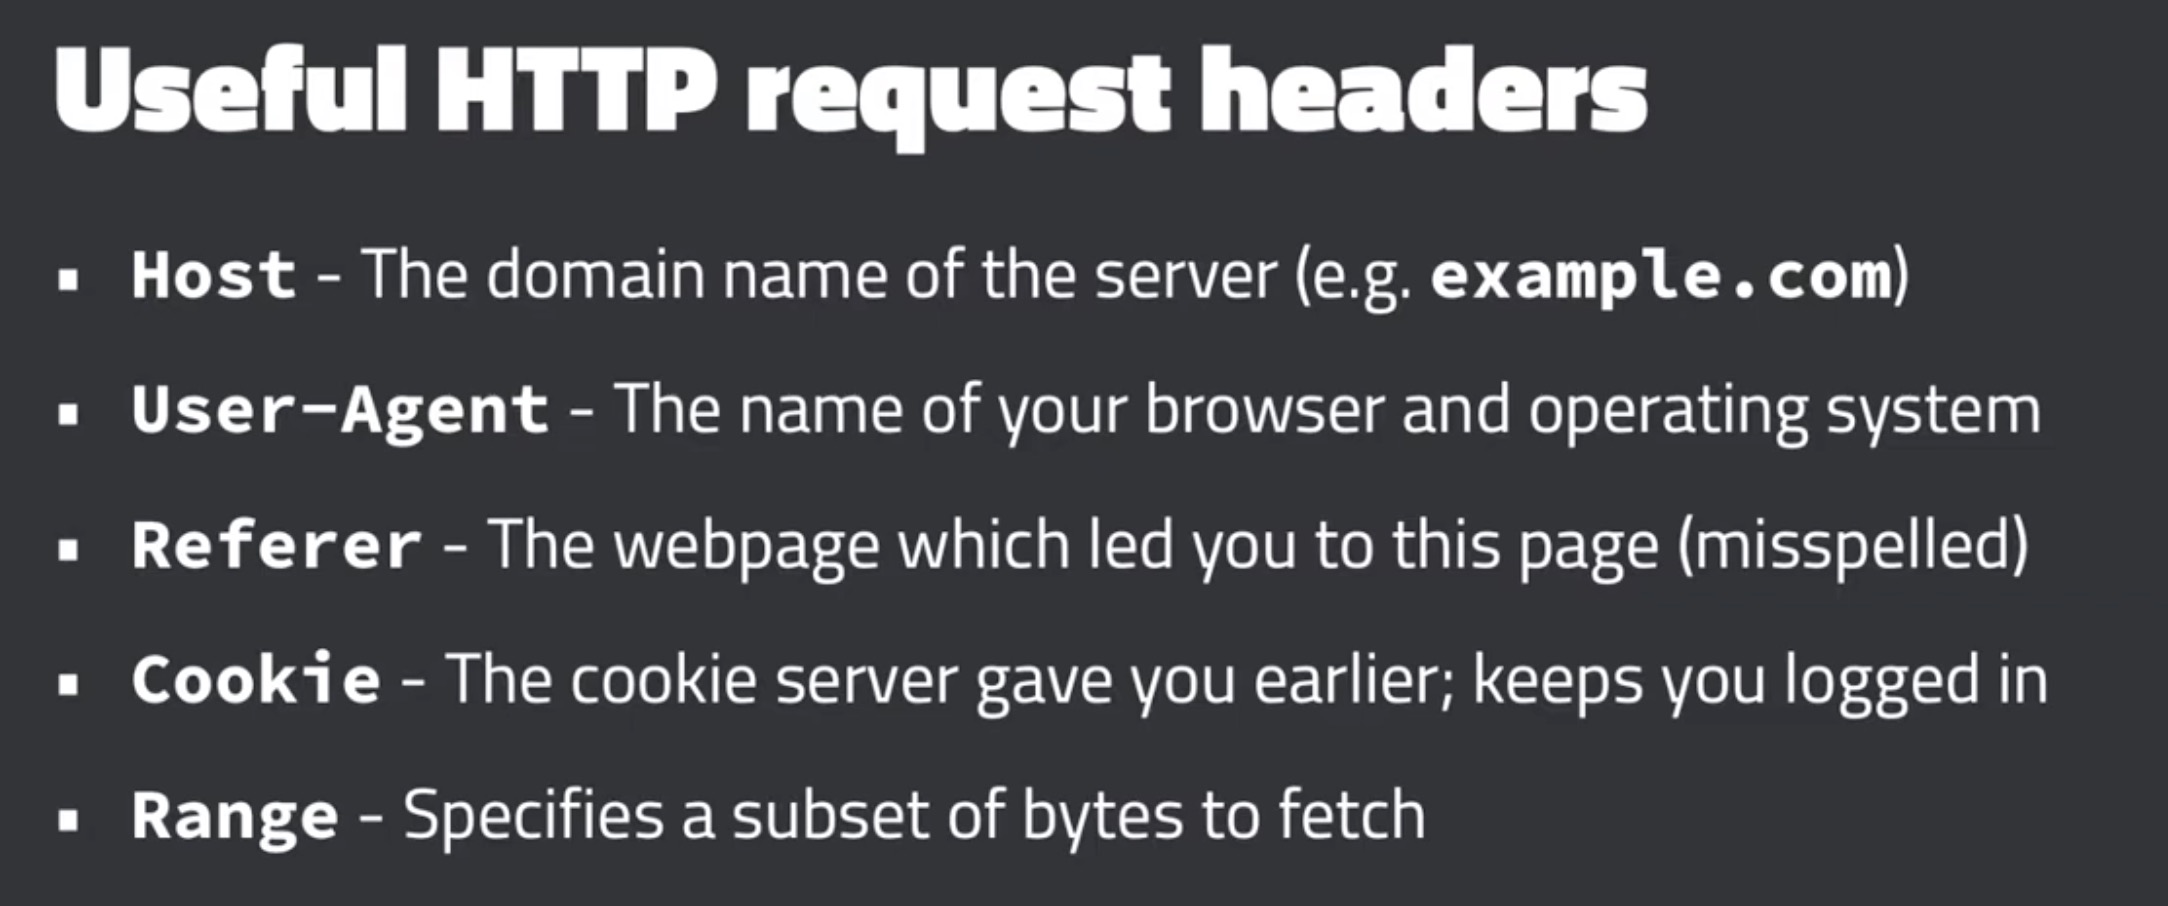 Useful HTTP request headers
▪ Host - The domain name of the server (e.g. example.com)
▪ User-Agent - The name of your browser and operating system
▪ Referer - The webpage which led you to this page (misspelled)
▪ Cookie - The cookie server gave you earlier; keeps you logged in
▪ Range - Specifies a subset of bytes to fetch